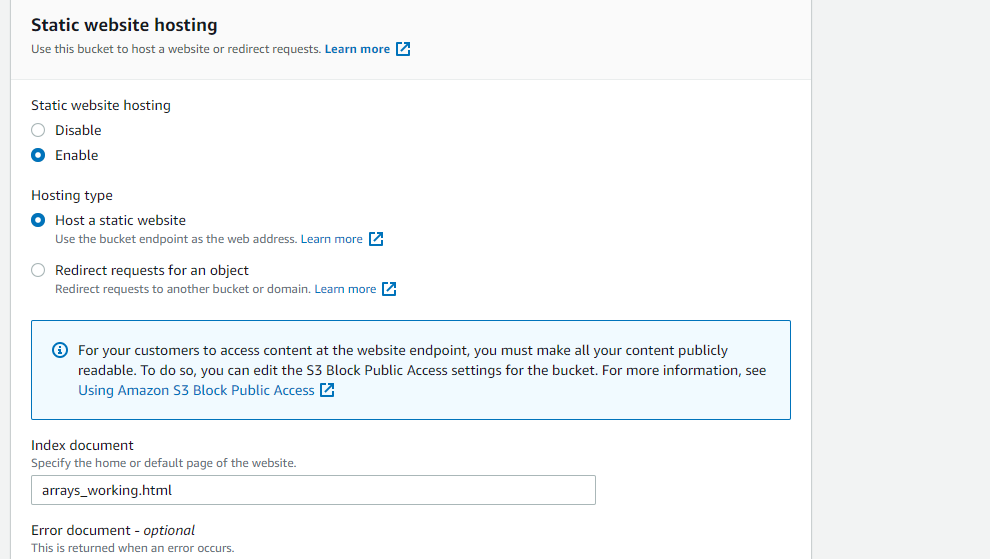 Static website hosting
Use this bucket to host a website or redirect requests. Learn more
Static website hosting
Disable
Enable
Hosting type
Host a static website
Use the bucket endpoint as the web address. Learn more
Redirect requests for an object
Redirect requests to another bucket or domain. Learn more
For your customers to access content at the website endpoint, you must make all your content publicly
readable. To do so, you can edit the S3 Block Public Access settings for the bucket. For more information, see
Using Amazon S3 Block Public Access
Index document
Specify the home or default page of the website.
arrays_working.html
Error document - optional
This is returned when an error occurs.